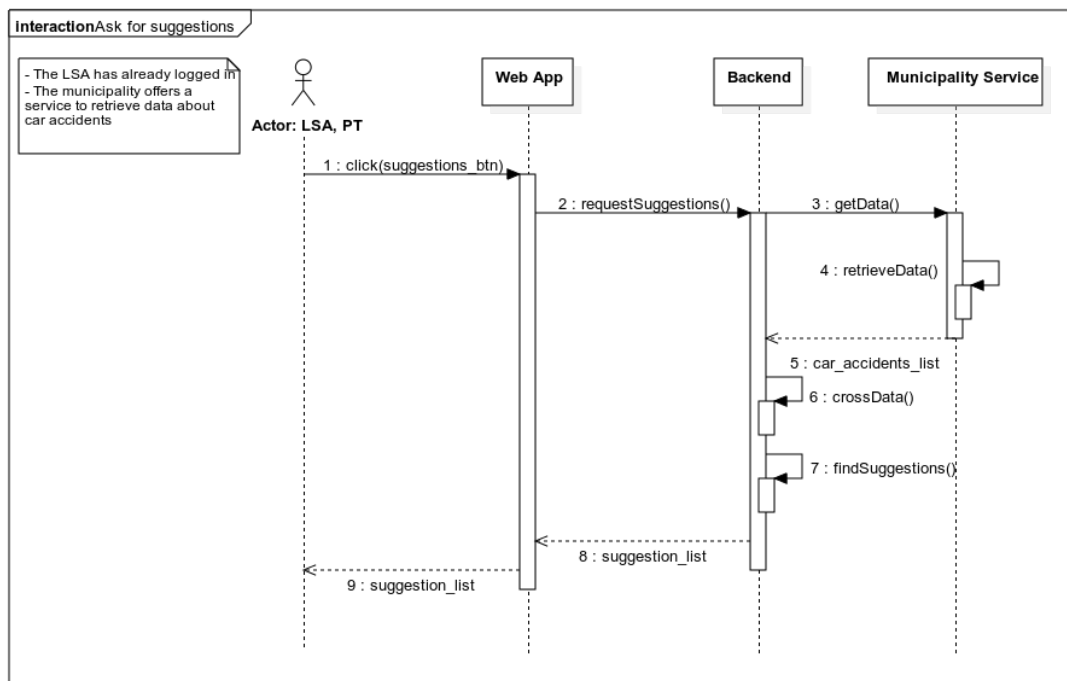 interactionAsk for suggestions
- The LSA has already logged in
- The municipality offers a
service to retrieve data about
car accidents
Actor: LSA, PT
Web App
Backend
Municipality Service
1 : click(suggestions_btn)
2 : requestSuggestions()
3 : getData()
4 : retrieveData()
5 : car_accidents_list
6 : crossData()
7 : findSuggestions()
8 : suggestion_list
9 : suggestion_list